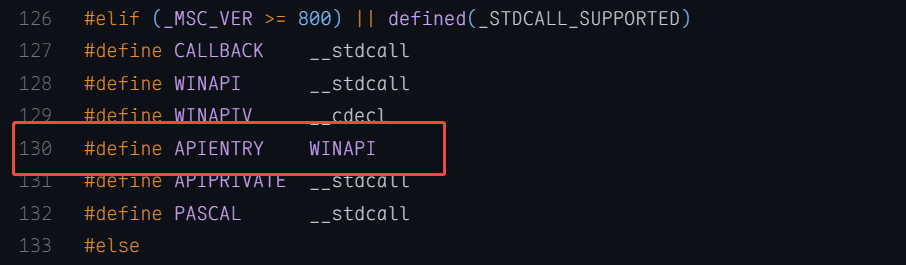 126 #elif (_MSC_VER >= 800) || defined(_STDCALL_SUPPORTED)
127 #define CALLBACK    __stdcall
128 #define WINAPI      __stdcall
129 #define WINAPIV     __cdecl
130 #define APIENTRY    WINAPI
131 #define APIPRIVATE  __stdcall
132 #define PASCAL      __stdcall
133 #else